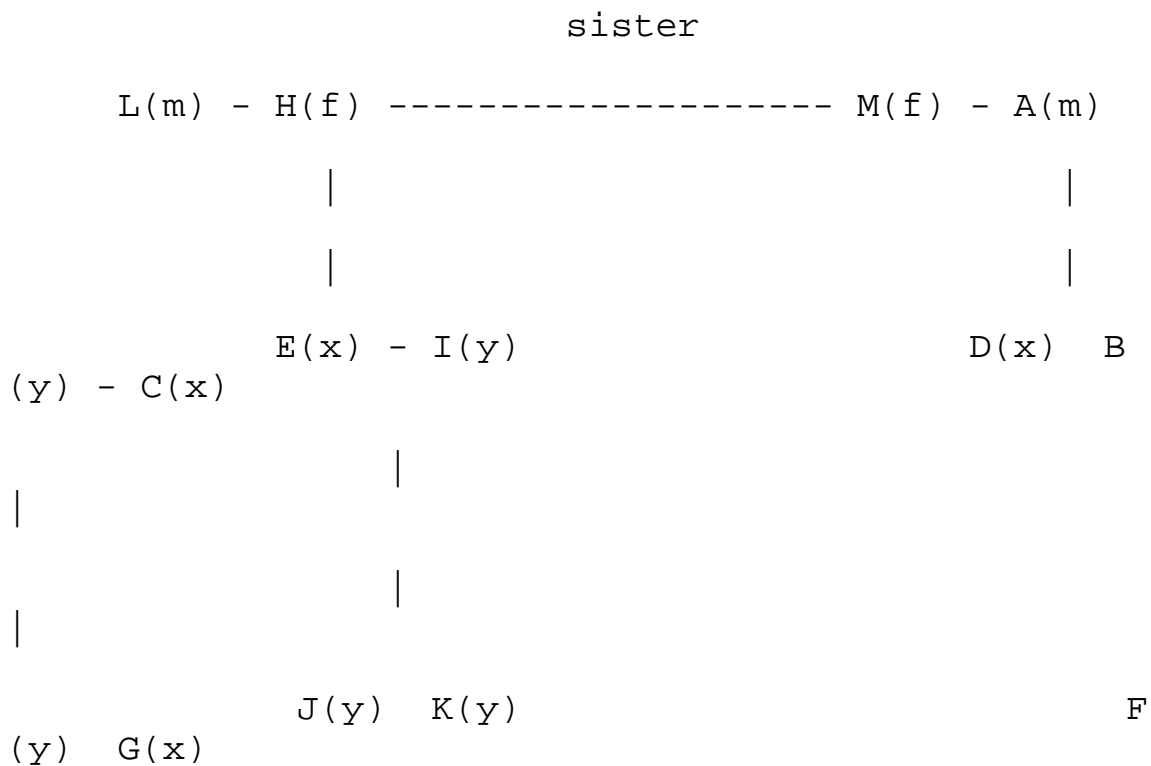 sister
L(m) - H(f) -------------------- M(f) - A(m)
| |
| |
E(x) - I(y) D(x) B
(y) - C(x)
|
|
|
|
J(y) K(y) F
(y) G(x)